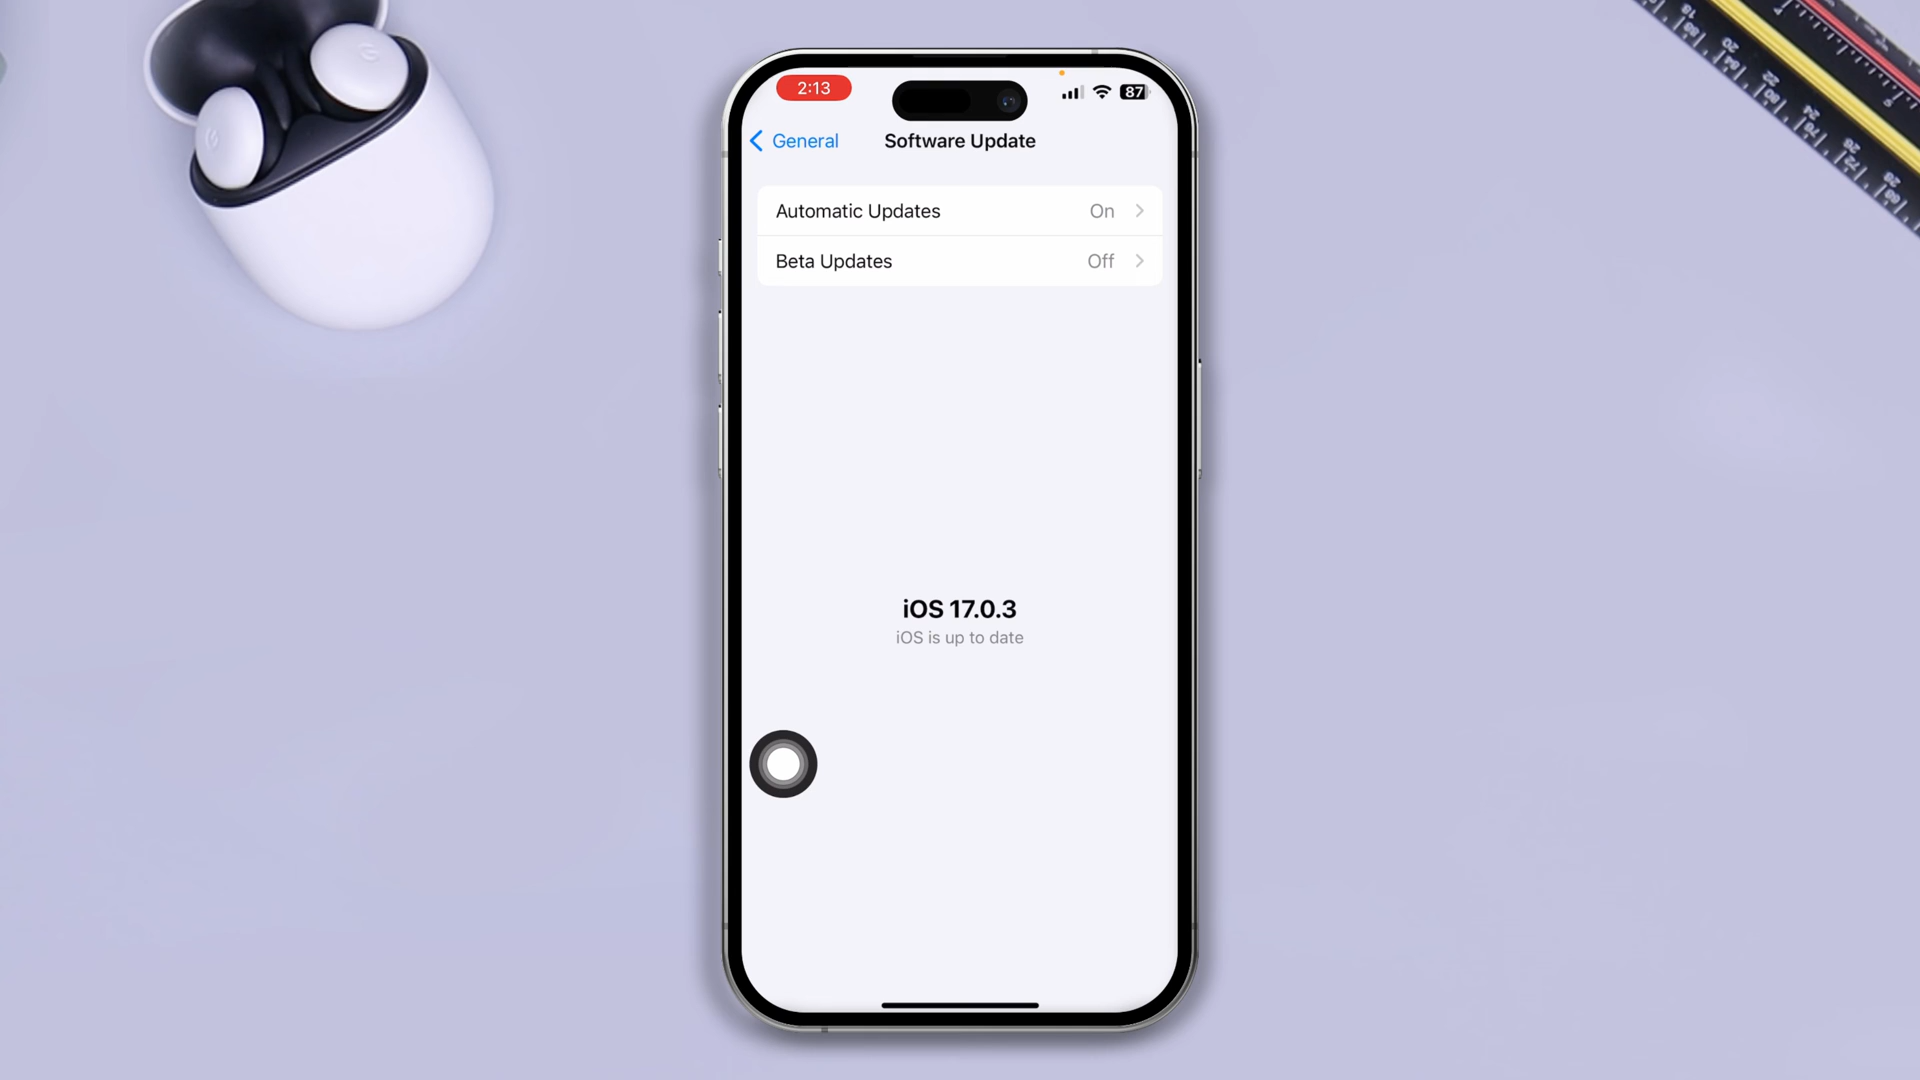 2:13
87
General
Software Update
Automatic Updates On
Beta Updates Off
iOS 17.0.3
iOS is up to date